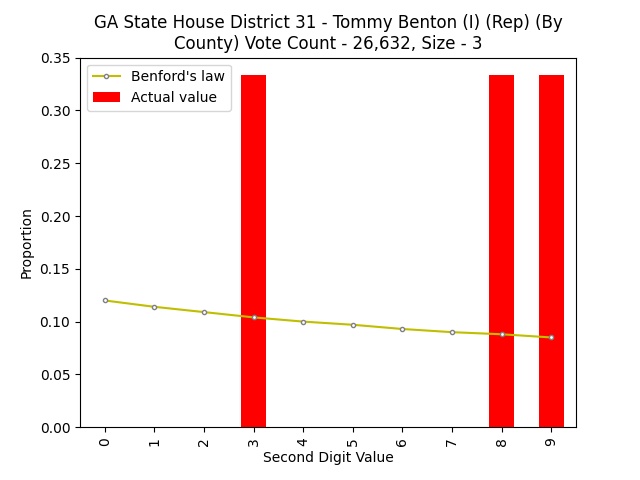 GA State House District 31 - Tommy Benton (I) (Rep) (By
County) Vote Count - 26,632, Size - 3
Benford's law
Actual value
0.35
0.30
0.25
0.20
0.15
0.10
0.05
0.00
Proportion
0 1 2 3 4 5 6 7 8 9
Second Digit Value